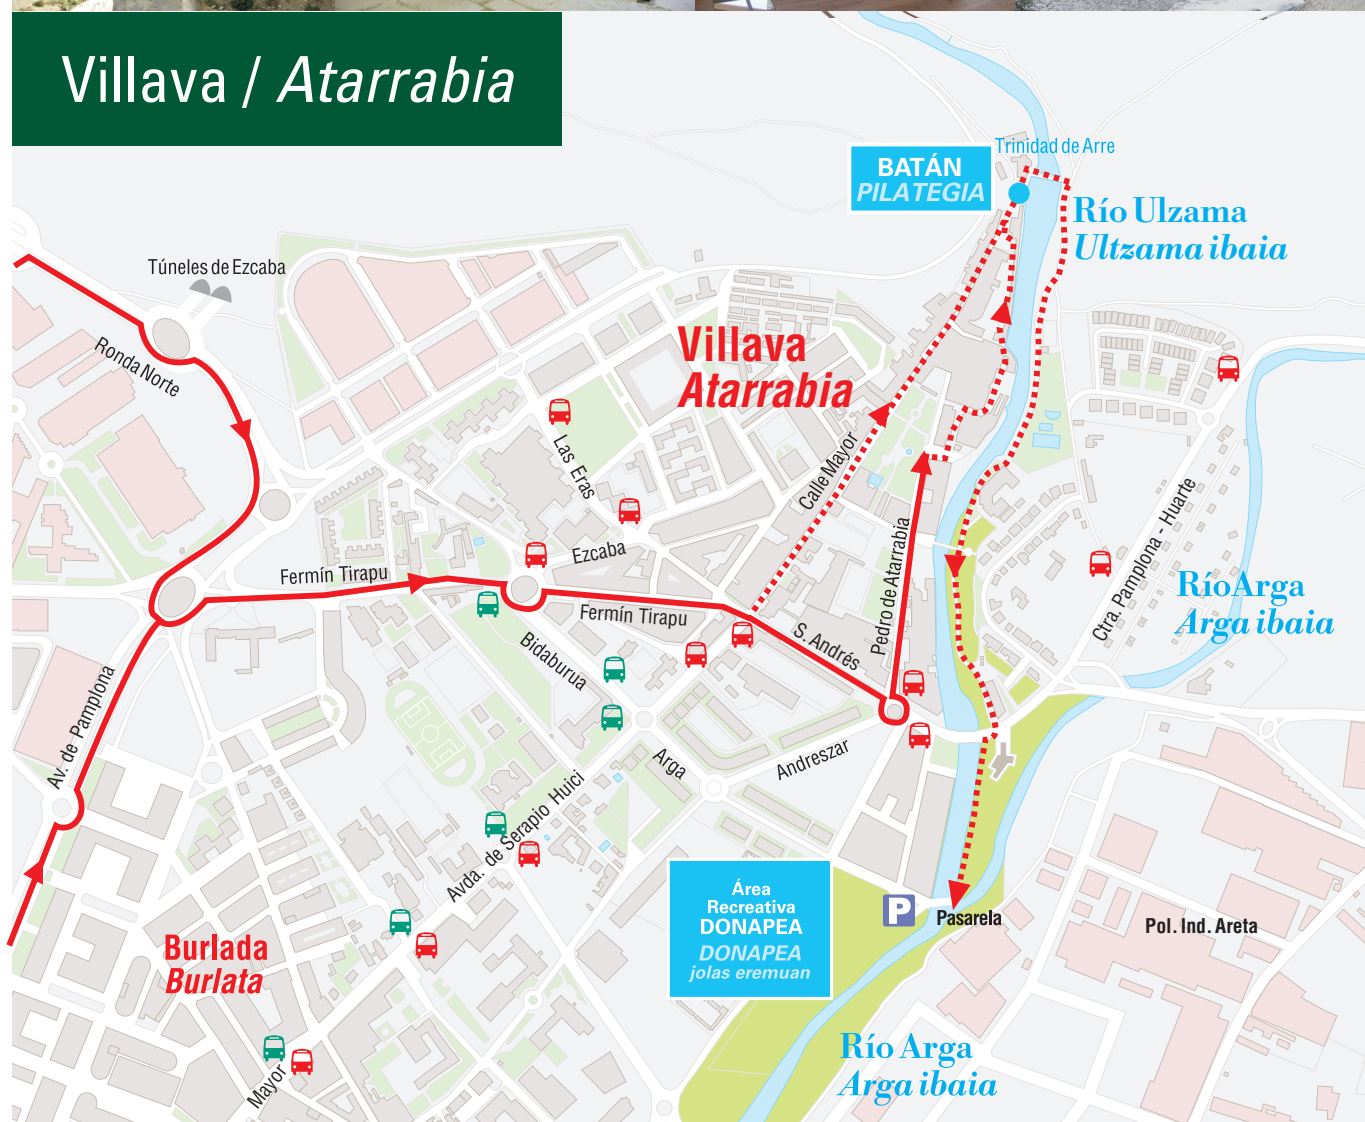 Villava / Atarrabia
Trinidad de Arre
BATÁN
PILATEGIA
Río Ulzama
Ultzama ibaia
Túneles de Ezcaba
Ronda Norte
Villava
Atarrabia
Las Eras
Calle Mayor
Ctra. Pamplona - Huarte
Ezcaba
Pedro de Atarrabia
Fermín Tirapu
Río Arga
Arga ibaia
Fermín Tirapu
S. Andrés
Bidaburua
Av. de Pamplona
Arga
Andreszar
Avda. de Serapio Huici
Área
Recreativa
DONAPEA
DONAPEA
jolas eremuan
P
Pasarela
Pol. Ind. Areta
Burlada
Burlata
Río Arga
Arga ibaia
Mayor